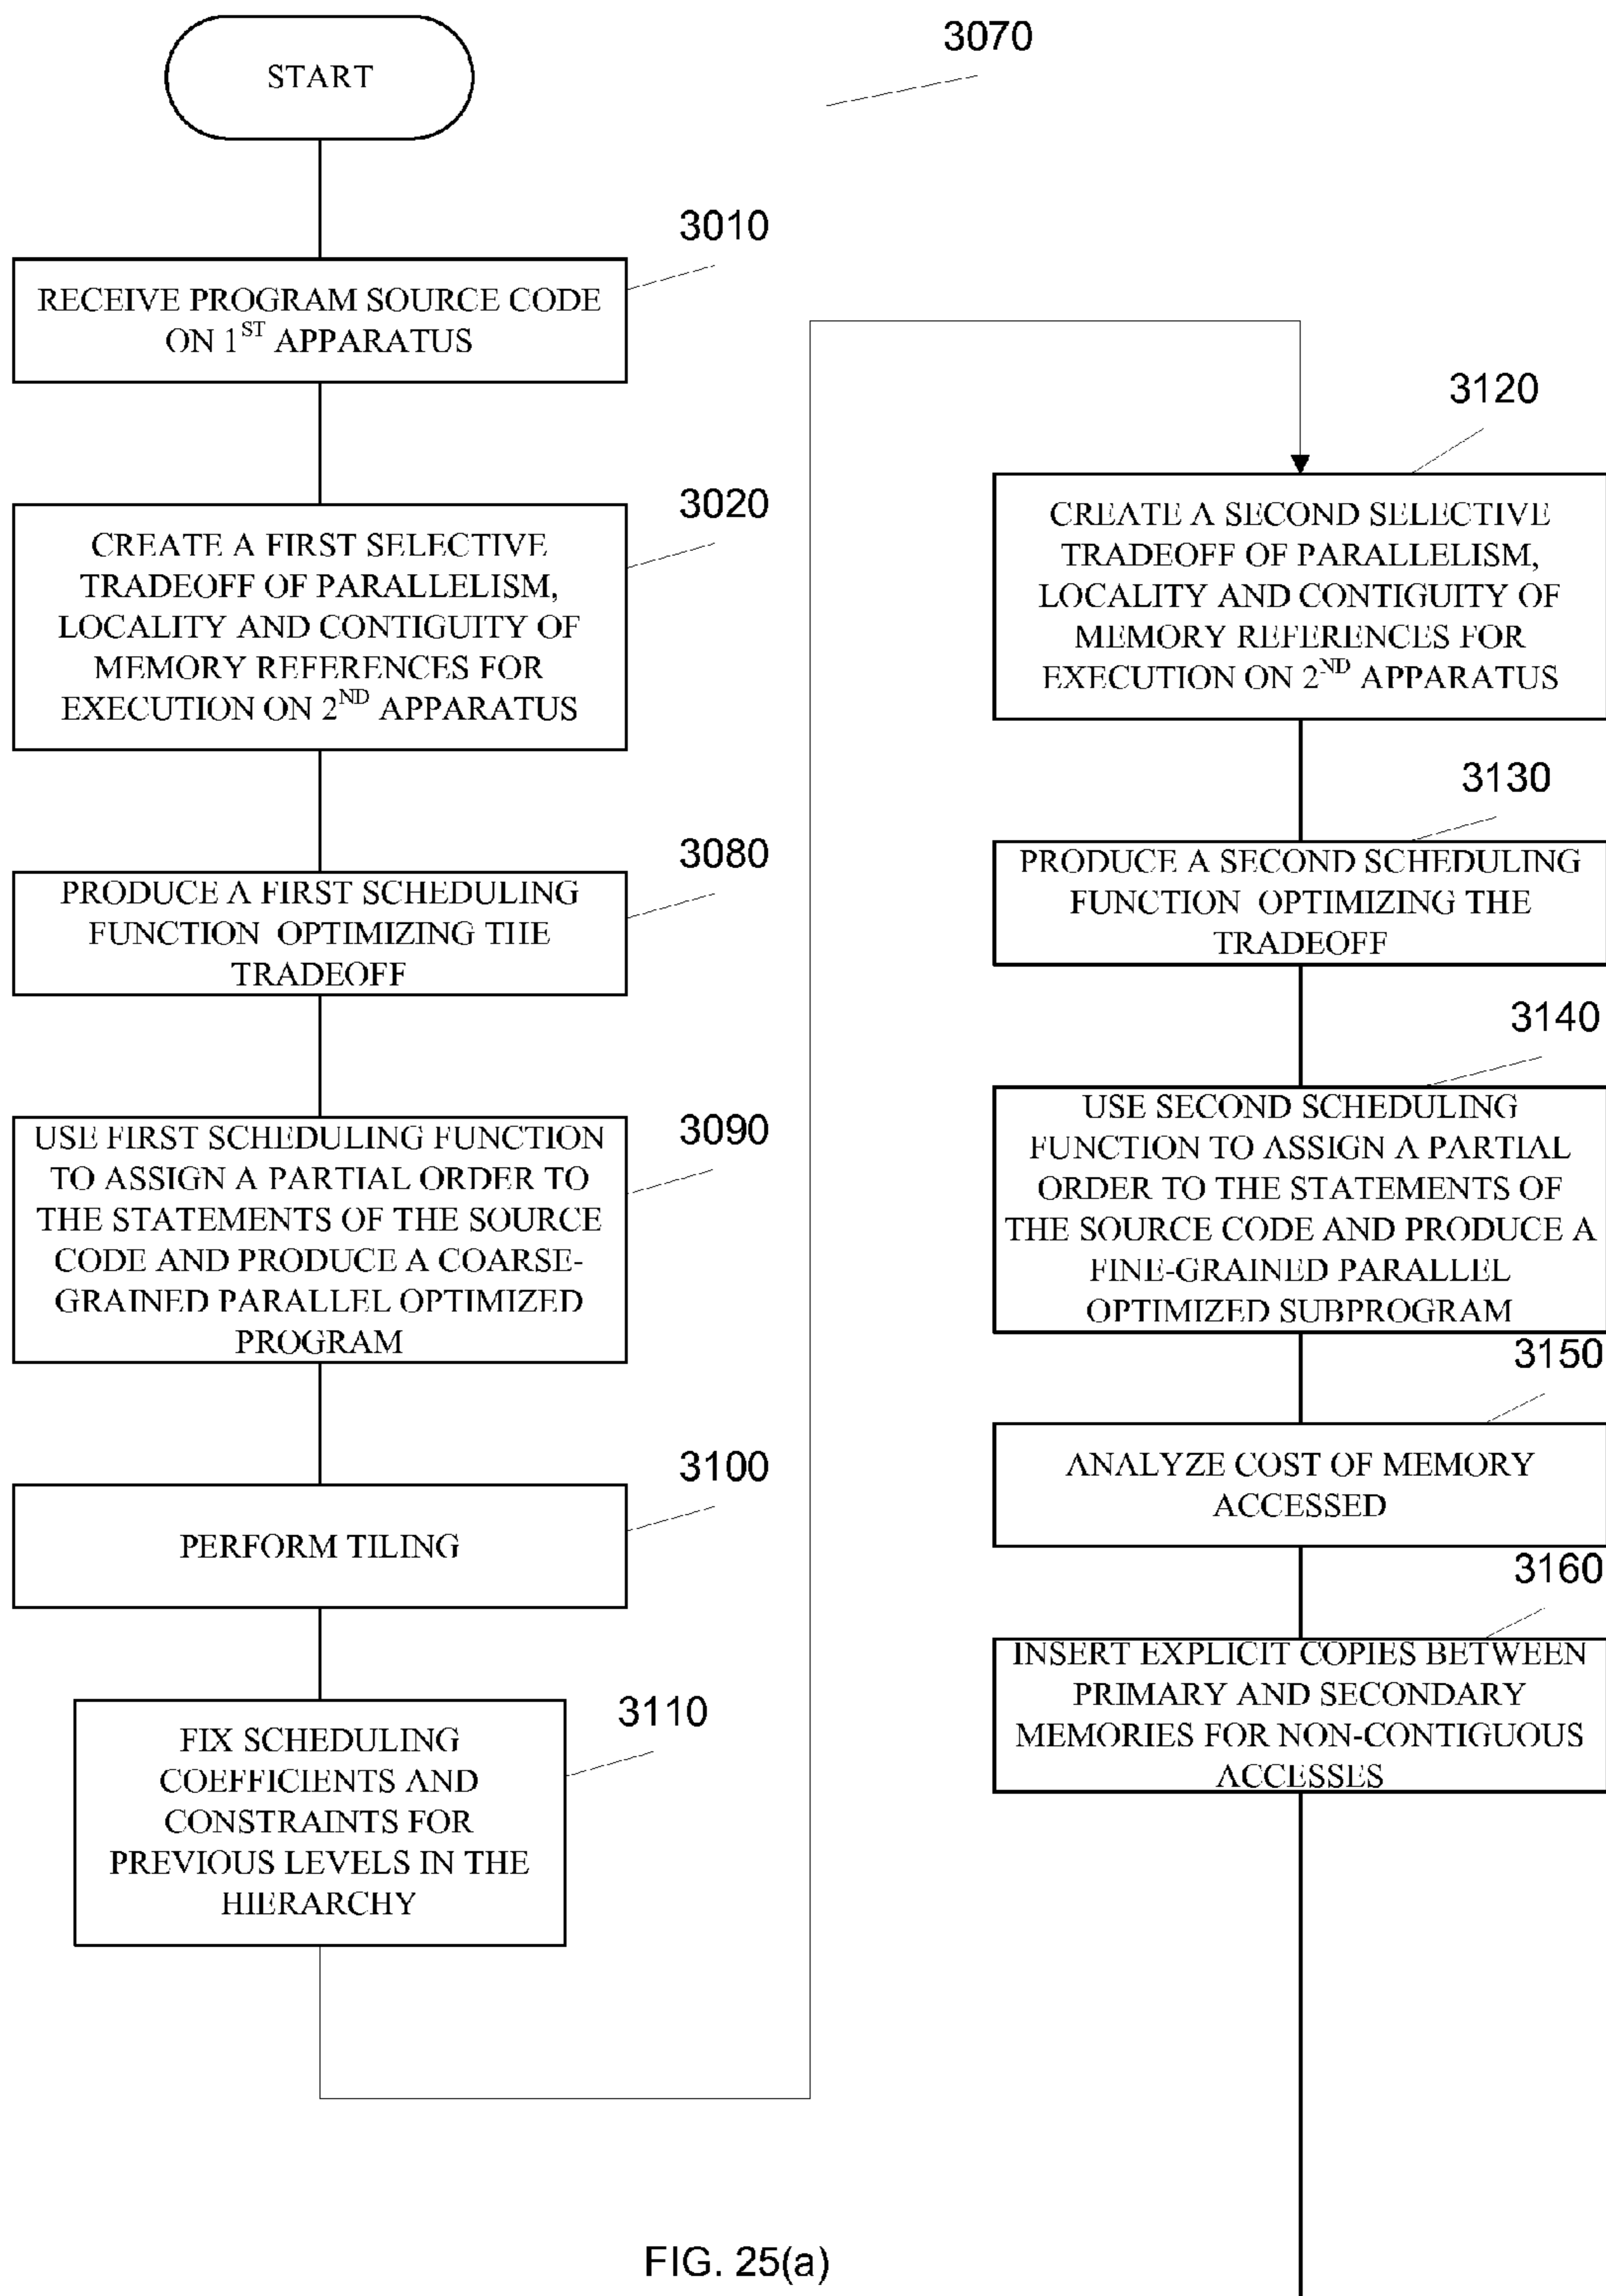 START
3070
3010
RECEIVE PROGRAM SOURCE CODE
ON 1ST APPARATUS
3020
CREATE A FIRST SELECTIVE
TRADEOFF OF PARALLELISM,
LOCALITY AND CONTIGUITY OF
MEMORY REFERENCES FOR
EXECUTION ON 2ND APPARATUS
3080
PRODUCE A FIRST SCHEDULING
FUNCTION OPTIMIZING THE
TRADEOFF
3090
USE FIRST SCHEDULING FUNCTION
TO ASSIGN A PARTIAL ORDER TO
THE STATEMENTS OF THE SOURCE
CODE AND PRODUCE A COARSE-
GRAINED PARALLEL OPTIMIZED
PROGRAM
3100
PERFORM TILING
3110
FIX SCHEDULING
COEFFICIENTS AND
CONSTRAINTS FOR
PREVIOUS LEVELS IN THE
HIERARCHY
3120
CREATE A SECOND SELECTIVE
TRADEOFF OF PARALLELISM,
LOCALITY AND CONTIGUITY OF
MEMORY REFERENCES FOR
EXECUTION ON 2ND APPARATUS
3130
PRODUCE A SECOND SCHEDULING
FUNCTION OPTIMIZING THE
TRADEOFF
3140
USE SECOND SCHEDULING
FUNCTION TO ASSIGN A PARTIAL
ORDER TO THE STATEMENTS OF
THE SOURCE CODE AND PRODUCE A
FINE-GRAINED PARALLEL
OPTIMIZED SUBPROGRAM
3150
ANALYZE COST OF MEMORY
ACCESSED
3160
INSERT EXPLICIT COPIES BETWEEN
PRIMARY AND SECONDARY
MEMORIES FOR NON-CONTIGUOUS
ACCESSES
FIG. 25(a)